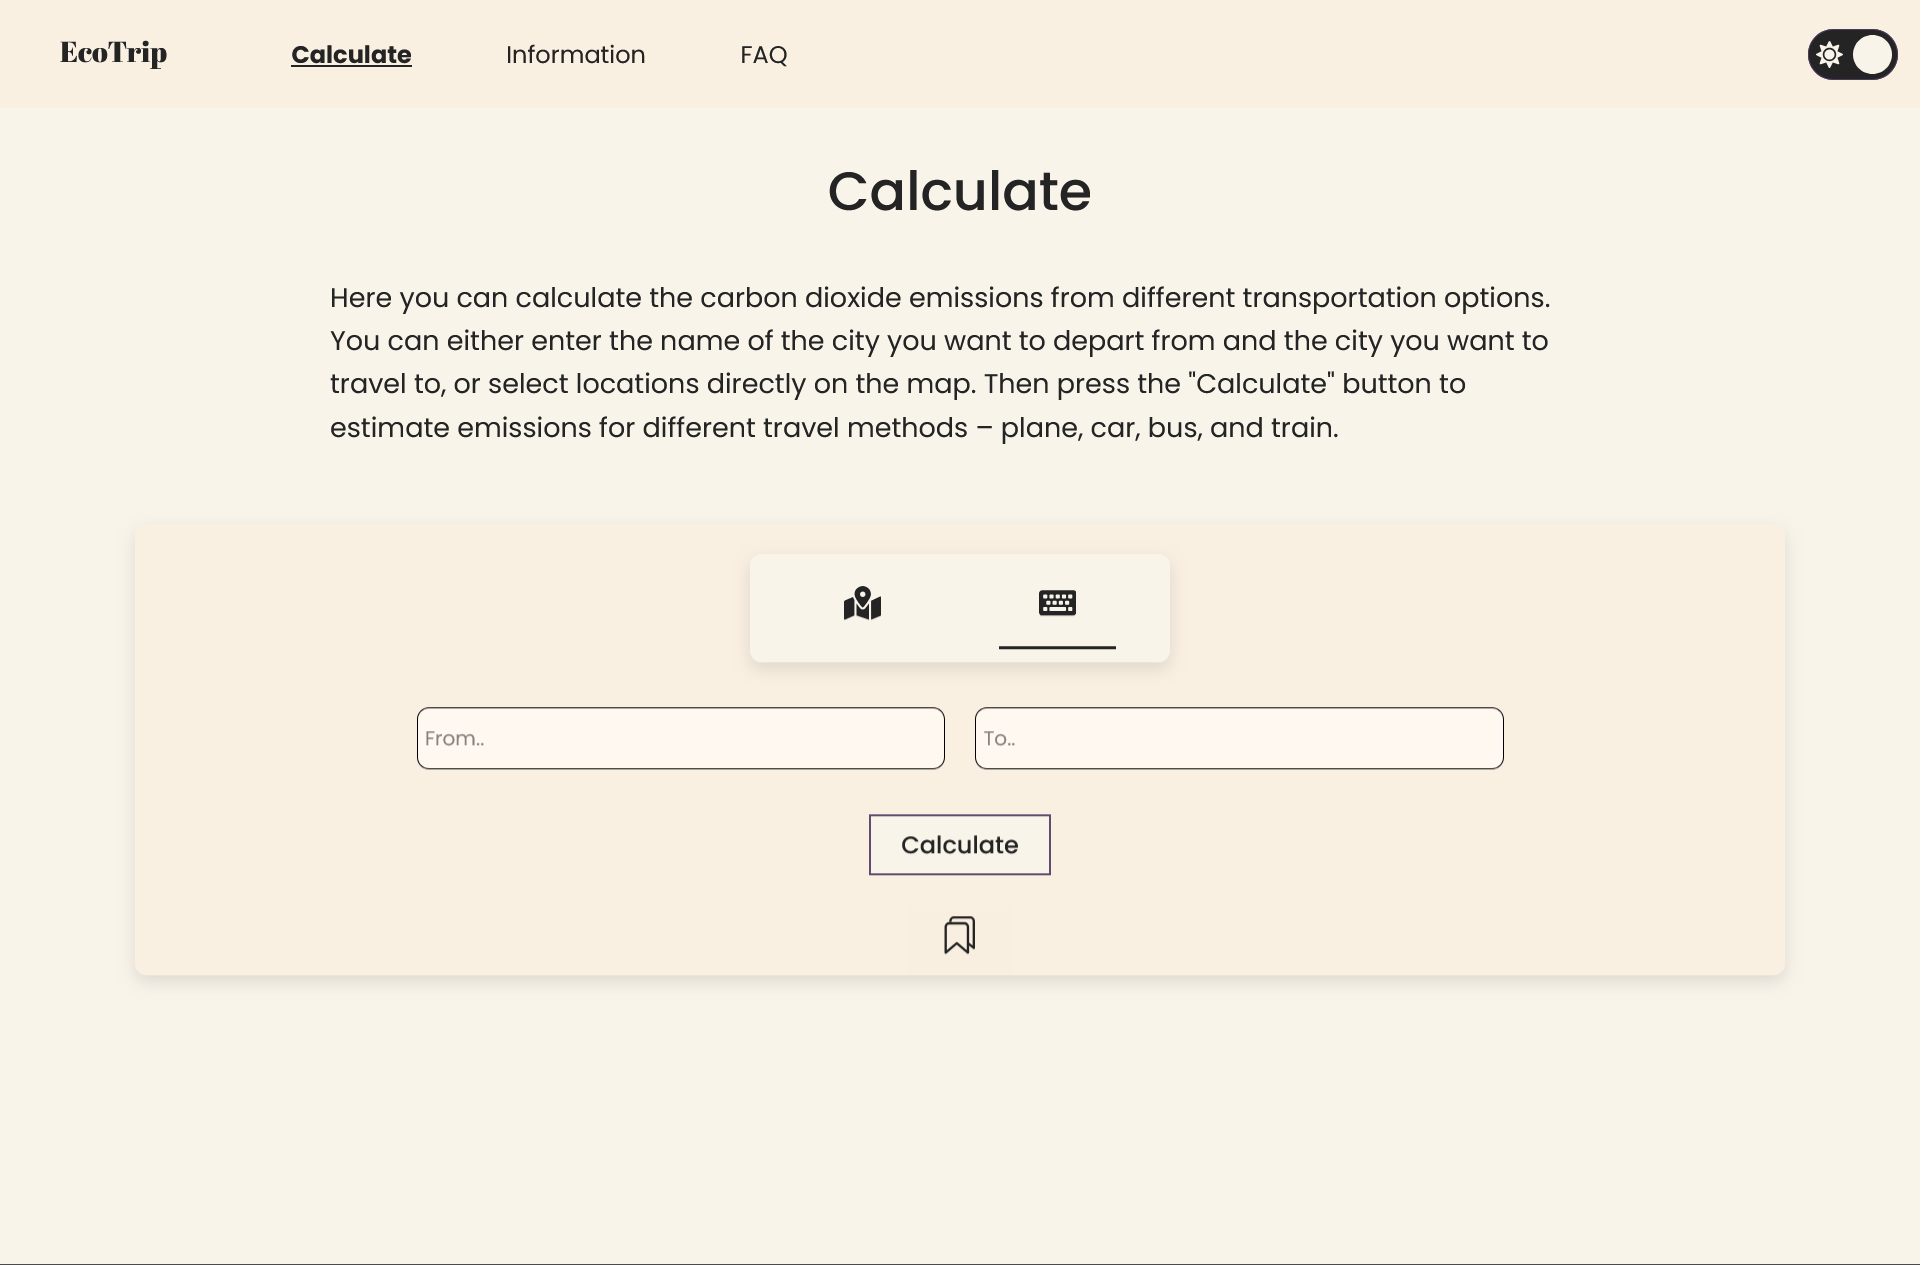 EcoTrip
Calculate
Information
FAQ
Calculate
Here you can calculate the carbon dioxide emissions from different transportation options.
You can either enter the name of the city you want to depart from and the city you want to
travel to, or select locations directly on the map. Then press the "Calculate" button to
estimate emissions for different travel methods – plane, car, bus, and train.
From..
To..
Calculate